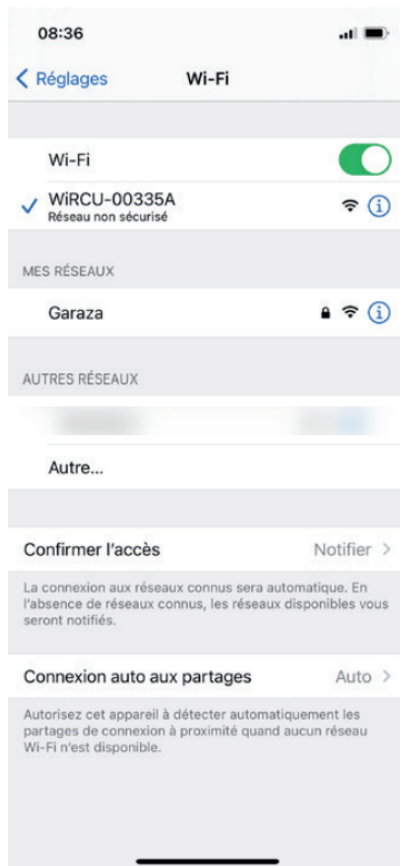 08:36
Réglages
Wi-Fi
Wi-Fi
WiRCU-00335A
Réseau non sécurisé
MES RÉSEAUX
Garaza
AUTRES RÉSEAUX
Autre...
Confirmer l'accès Notifier
La connexion aux réseaux connus sera automatique. En
l'absence de réseaux connus, les réseaux disponibles vous
seront notifiés.
Connexion auto aux partages Auto
Autorisez cet appareil à détecter automatiquement les
partages de connexion à proximité quand aucun réseau
Wi-Fi n'est disponible.